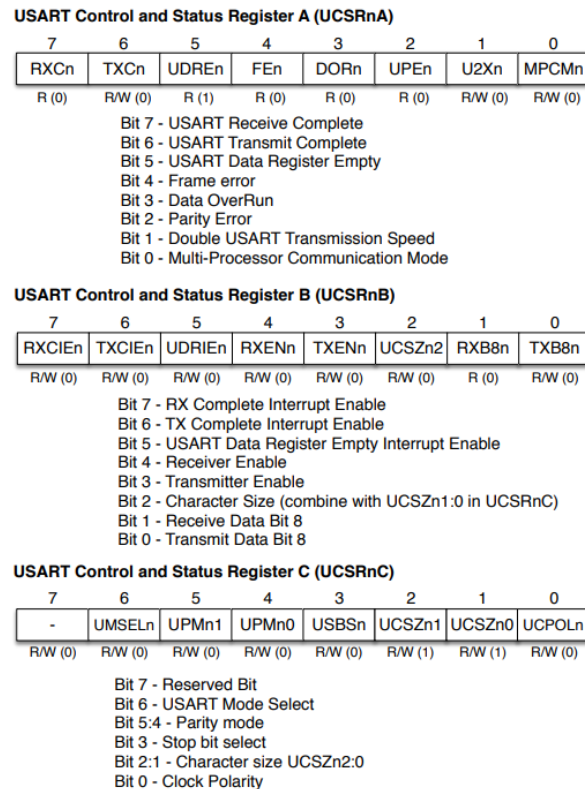 USART Control and Status Register A (UCSRnA)
7 6 5 4 3 2 1 0
RXCn TXCn UDREn FEn DORn UPEn U2Xn MPCMn
R (0) R/W (0) R (1) R (0) R (0) R (0) R/W (0) R/W (0)
Bit 7 - USART Receive Complete
Bit 6 - USART Transmit Complete
Bit 5 - USART Data Register Empty
Bit 4 - Frame error
Bit 3 - Data OverRun
Bit 2 - Parity Error
Bit 1 - Double USART Transmission Speed
Bit 0 - Multi-Processor Communication Mode
USART Control and Status Register B (UCSRnB)
7 6 5 4 3 2 1 0
RXCIEn TXCIEn UDRIEn RXENn TXENn UCSZn2 RXB8n TXB8n
R/W (0) R/W (0) R/W (0) R/W (0) R/W (0) R/W (0) R (0) R/W (0)
Bit 7 - RX Complete Interrupt Enable
Bit 6 - TX Complete Interrupt Enable
Bit 5 - USART Data Register Empty Interrupt Enable
Bit 4 - Receiver Enable
Bit 3 - Transmitter Enable
Bit 2 - Character Size (combine with UCSZn1:0 in UCSRnC)
Bit 1 - Receive Data Bit 8
Bit 0 - Transmit Data Bit 8
USART Control and Status Register C (UCSRnC)
7 6 5 4 3 2 1 0
- UMSELn UPMn1 UPMn0 USBSn UCSZn1 UCSZn0 UCPOLn
R/W (0) R/W (0) R/W (0) R/W (0) R/W (0) R/W (1) R/W (1) R/W (0)
Bit 7 - Reserved Bit
Bit 6 - USART Mode Select
Bit 5:4 - Parity mode
Bit 3 - Stop bit select
Bit 2:1 - Character size UCSZn2:0
Bit 0 - Clock Polarity